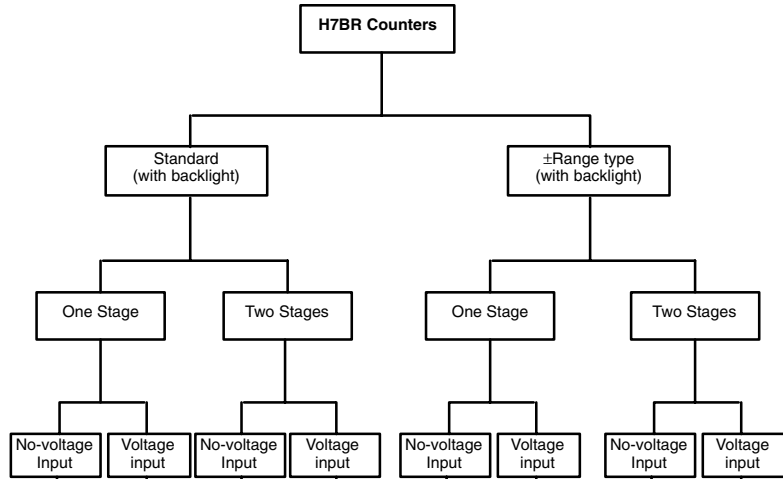 H7BR Counters
Standard
(with backlight)
±Range type
(with backlight)
One Stage
Two Stages
One Stage
Two Stages
No-voltage
Input
Voltage
input
No-voltage
Input
Voltage
input
No-voltage
Input
Voltage
input
No-voltage
Input
Voltage
input